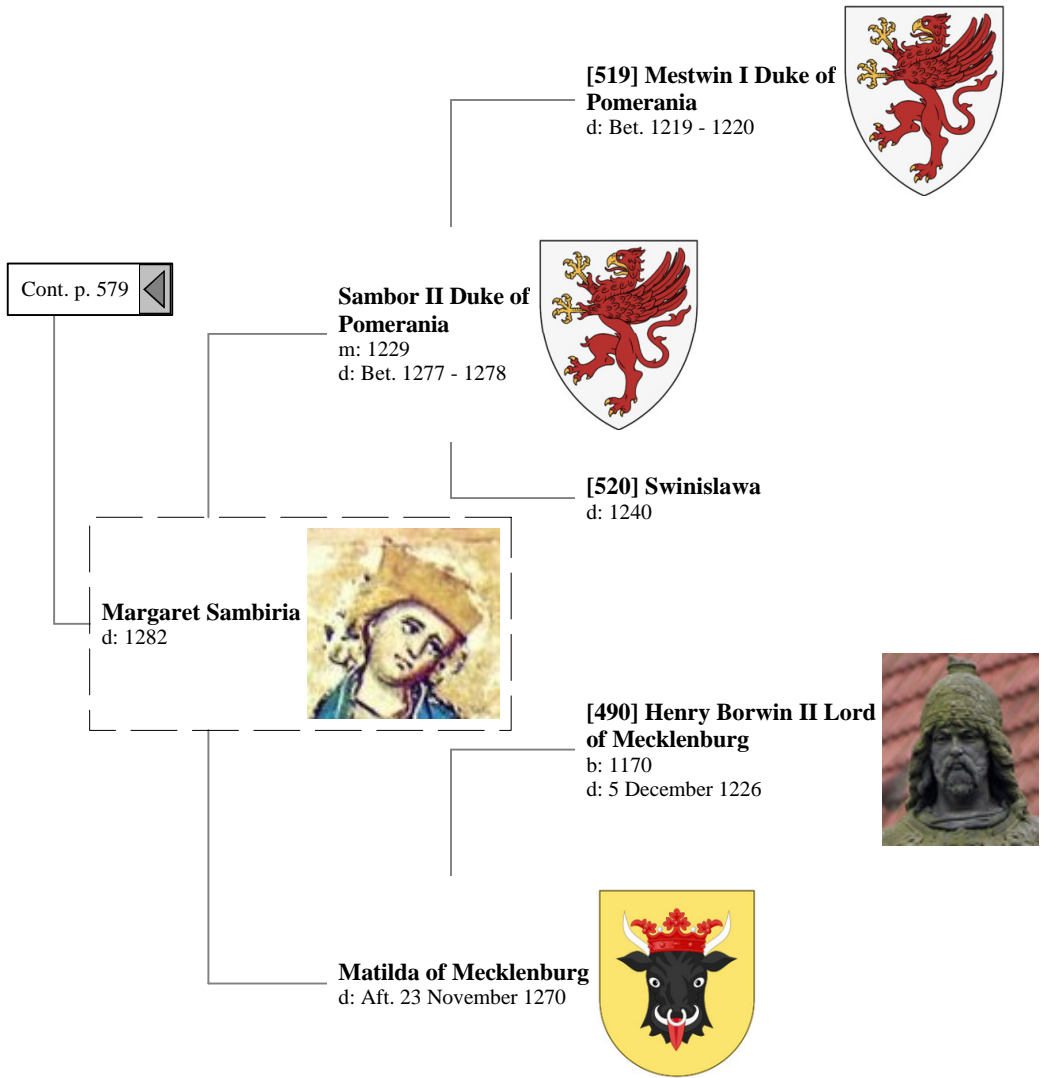 [519] Mestwin I Duke of
Pomerania
d: Bet. 1219 - 1220
Cont. p. 579
Sambor II Duke of
Pomerania
m: 1229
d: Bet. 1277 - 1278
[520] Swinislawa
d: 1240
Margaret Sambiria
d: 1282
[490] Henry Borwin II Lord
of Mecklenburg
b: 1170
d: 5 December 1226
Matilda of Mecklenburg
d: Aft. 23 November 1270